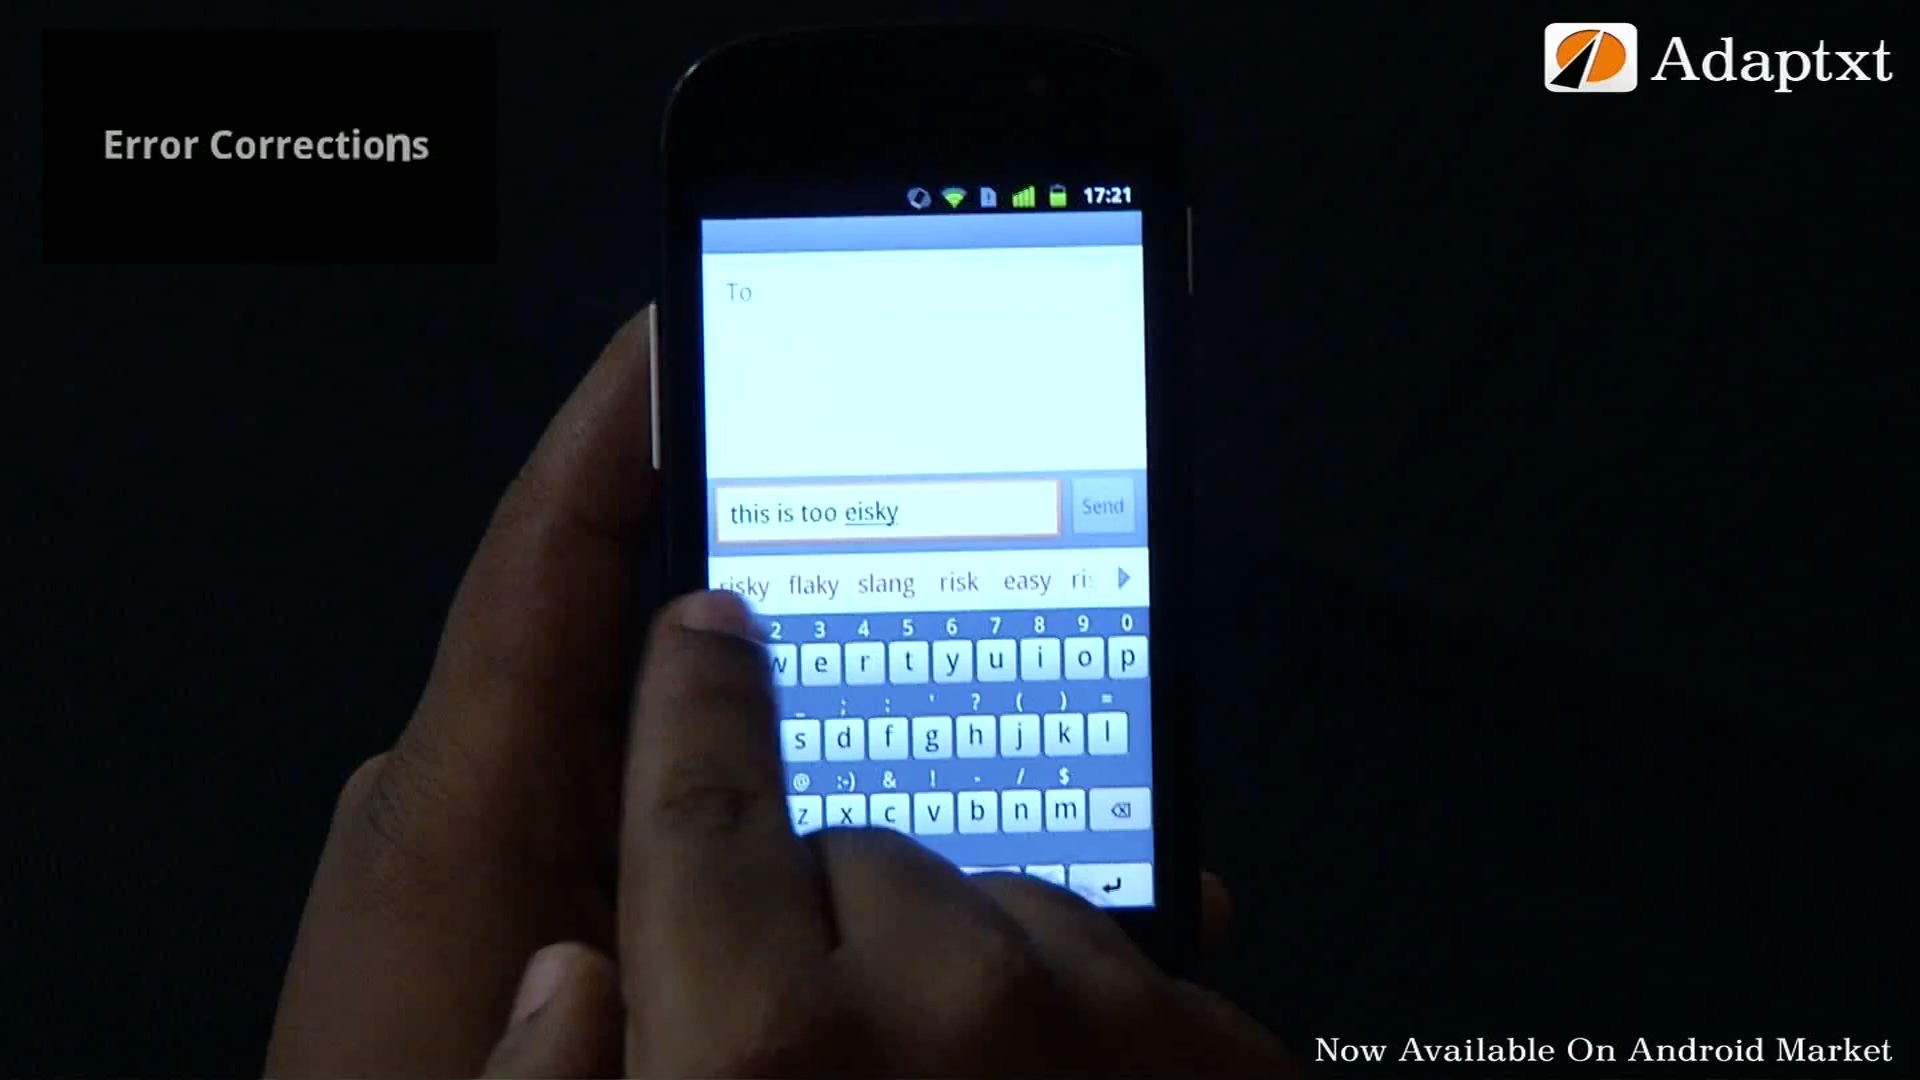 Error Corrections
Adaptxt
17:21
To
this is too eisky
Send
risky flaky slang risk easy
2 3 4 5 6 7 8 9 0
w e r t y u i o p
_ ; : ' ? ( ) =
s d f g h j k l
@ :-) & ! - / $
z x c v b n m
Now Available On Android Market